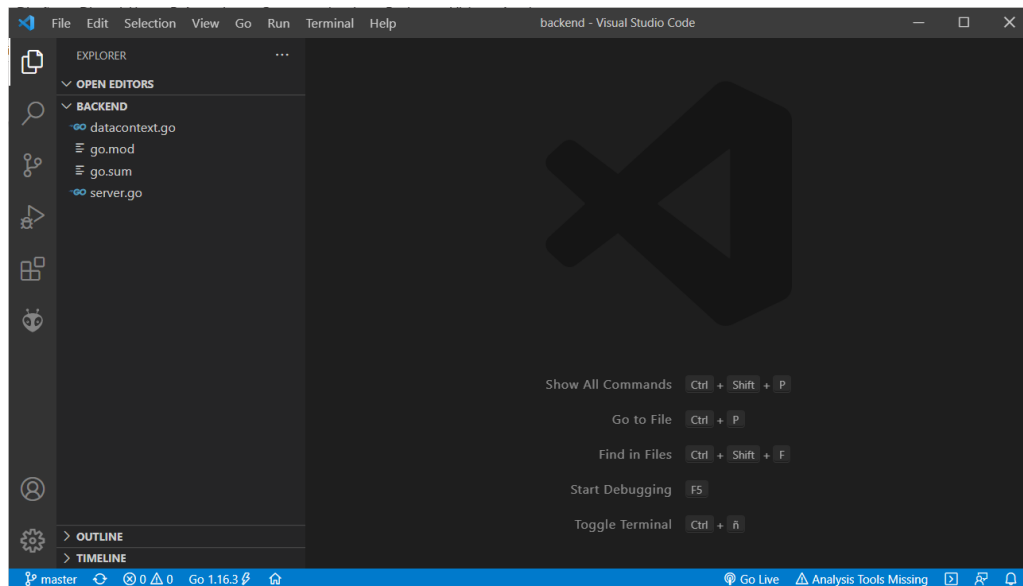 File Edit Selection View Go Run Terminal Help backend - Visual Studio Code
EXPLORER
OPEN EDITORS
BACKEND
datacontext.go
go.mod
go.sum
server.go
Show All Commands Ctrl + Shift + P
Go to File Ctrl + P
Find in Files Ctrl + Shift + F
Start Debugging F5
Toggle Terminal Ctrl + ñ
OUTLINE
TIMELINE
master 0 0 Go 1.16.3 Go Live Analysis Tools Missing